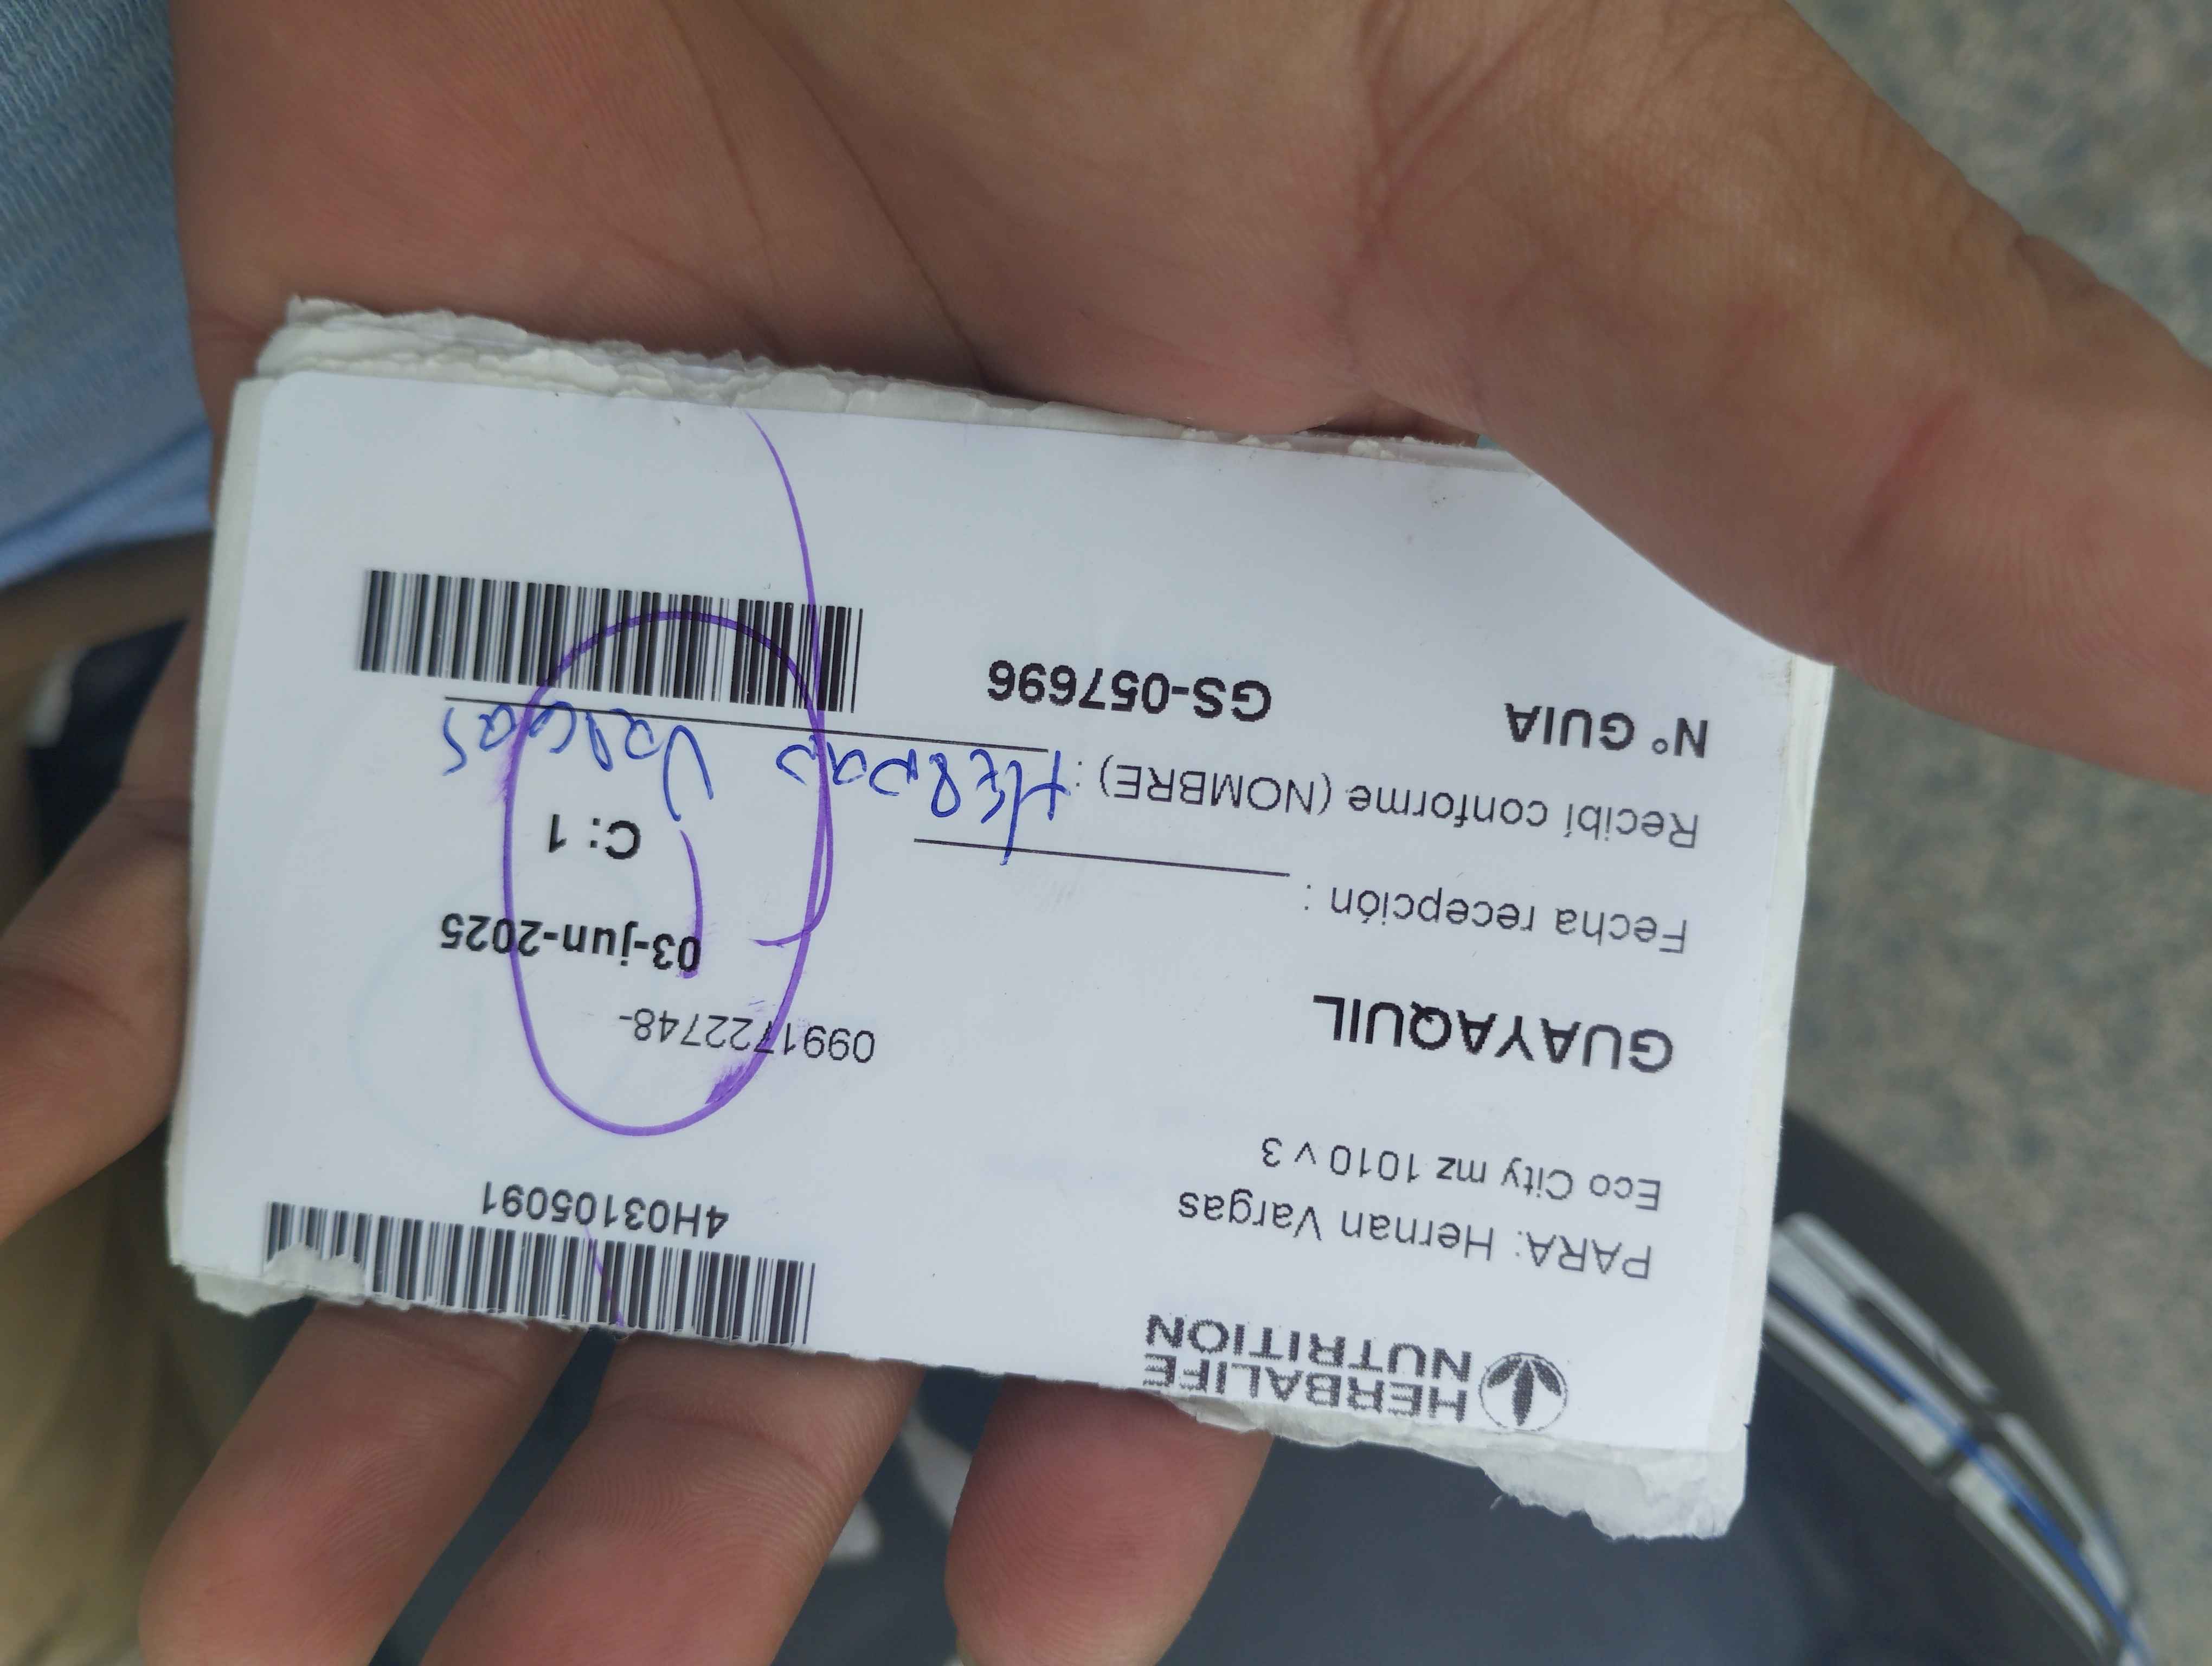 HERBALIFE
NUTRITION
4H03105091
PARA: Hernan Vargas
Eco City mz 1010 v 3
0991722748-
GUAYAQUIL
03-jun-2025
Fecha recepción :
C: 1
Recibí conforme (NOMBRE) : HERNAN VARGAS
N° GUIA GS-057696